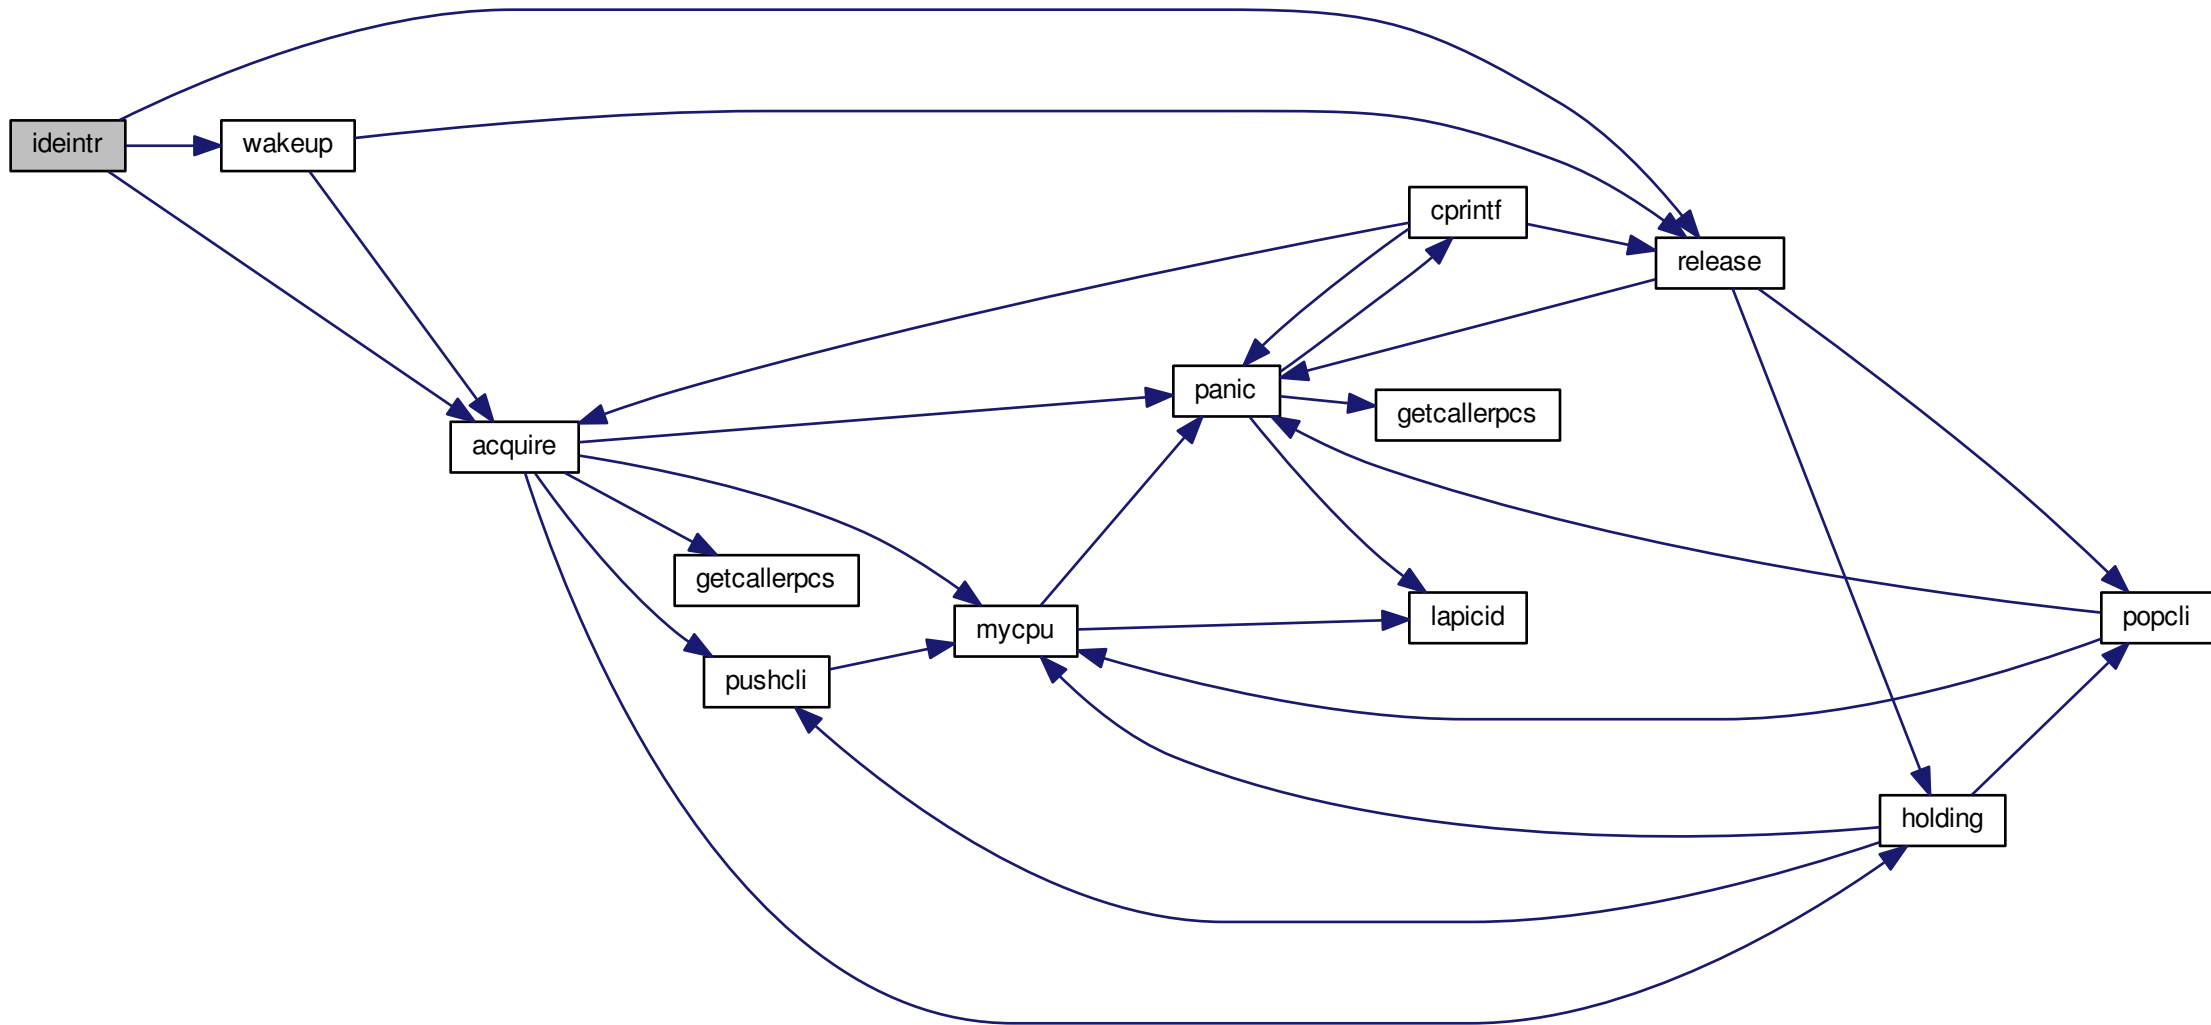 ideintr
wakeup
cprintf
release
panic
getcallerpcs
acquire
getcallerpcs
mycpu
lapicid
popcli
pushcli
holding